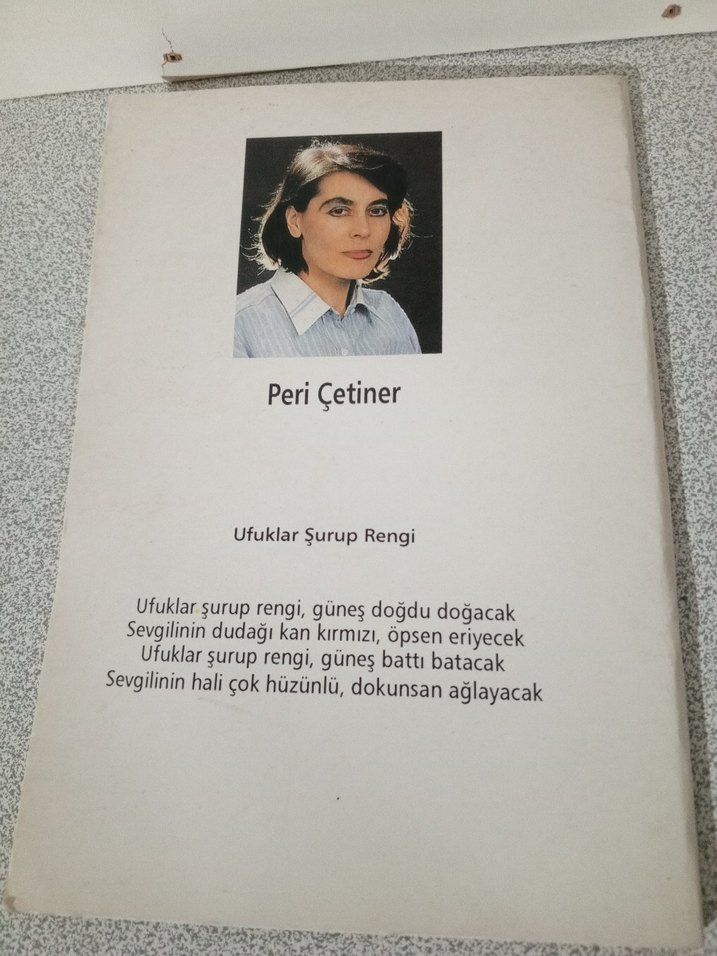 Peri Çetiner
Ufuklar Şurup Rengi
Ufuklar şurup rengi, güneş doğdu doğacak
Sevgilinin dudağı kan kırmızı, öpsen eriyecek
Ufuklar şurup rengi, güneş battı batacak
Sevgilinin hali çok hüzünlü, dokunsan ağlayacak